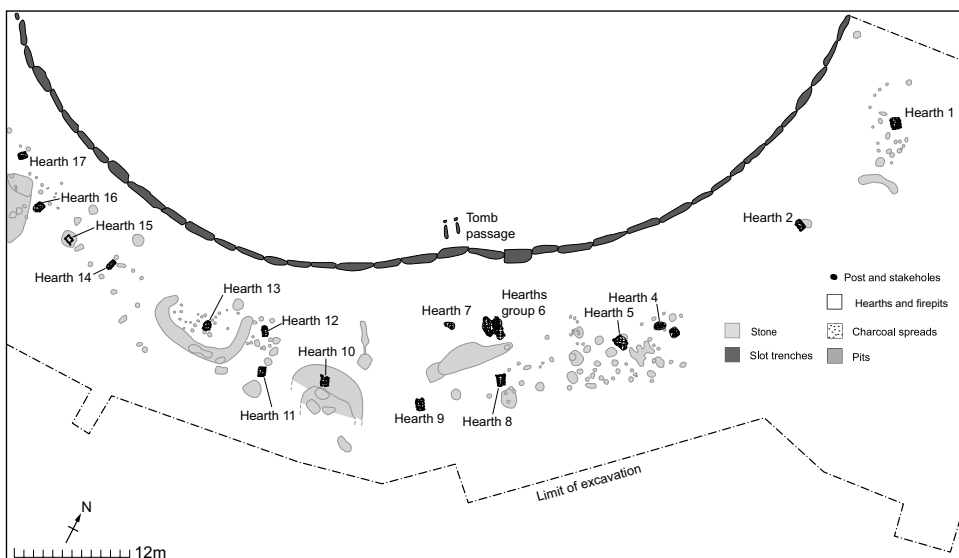 Hearth 1
Hearth 17
Hearth 16
Hearth 15
Hearth 14
Tomb
passage
Hearth 2
Hearth 13
Hearth 12
Hearth 7
Hearths
group 6
Hearth 4
Hearth 5
Hearth 10
Hearth 11
Hearth 9
Hearth 8
Post and stakeholes
Hearths and firepits
Stone
Charcoal spreads
Slot trenches
Pits
Limit of excavation
N
12m